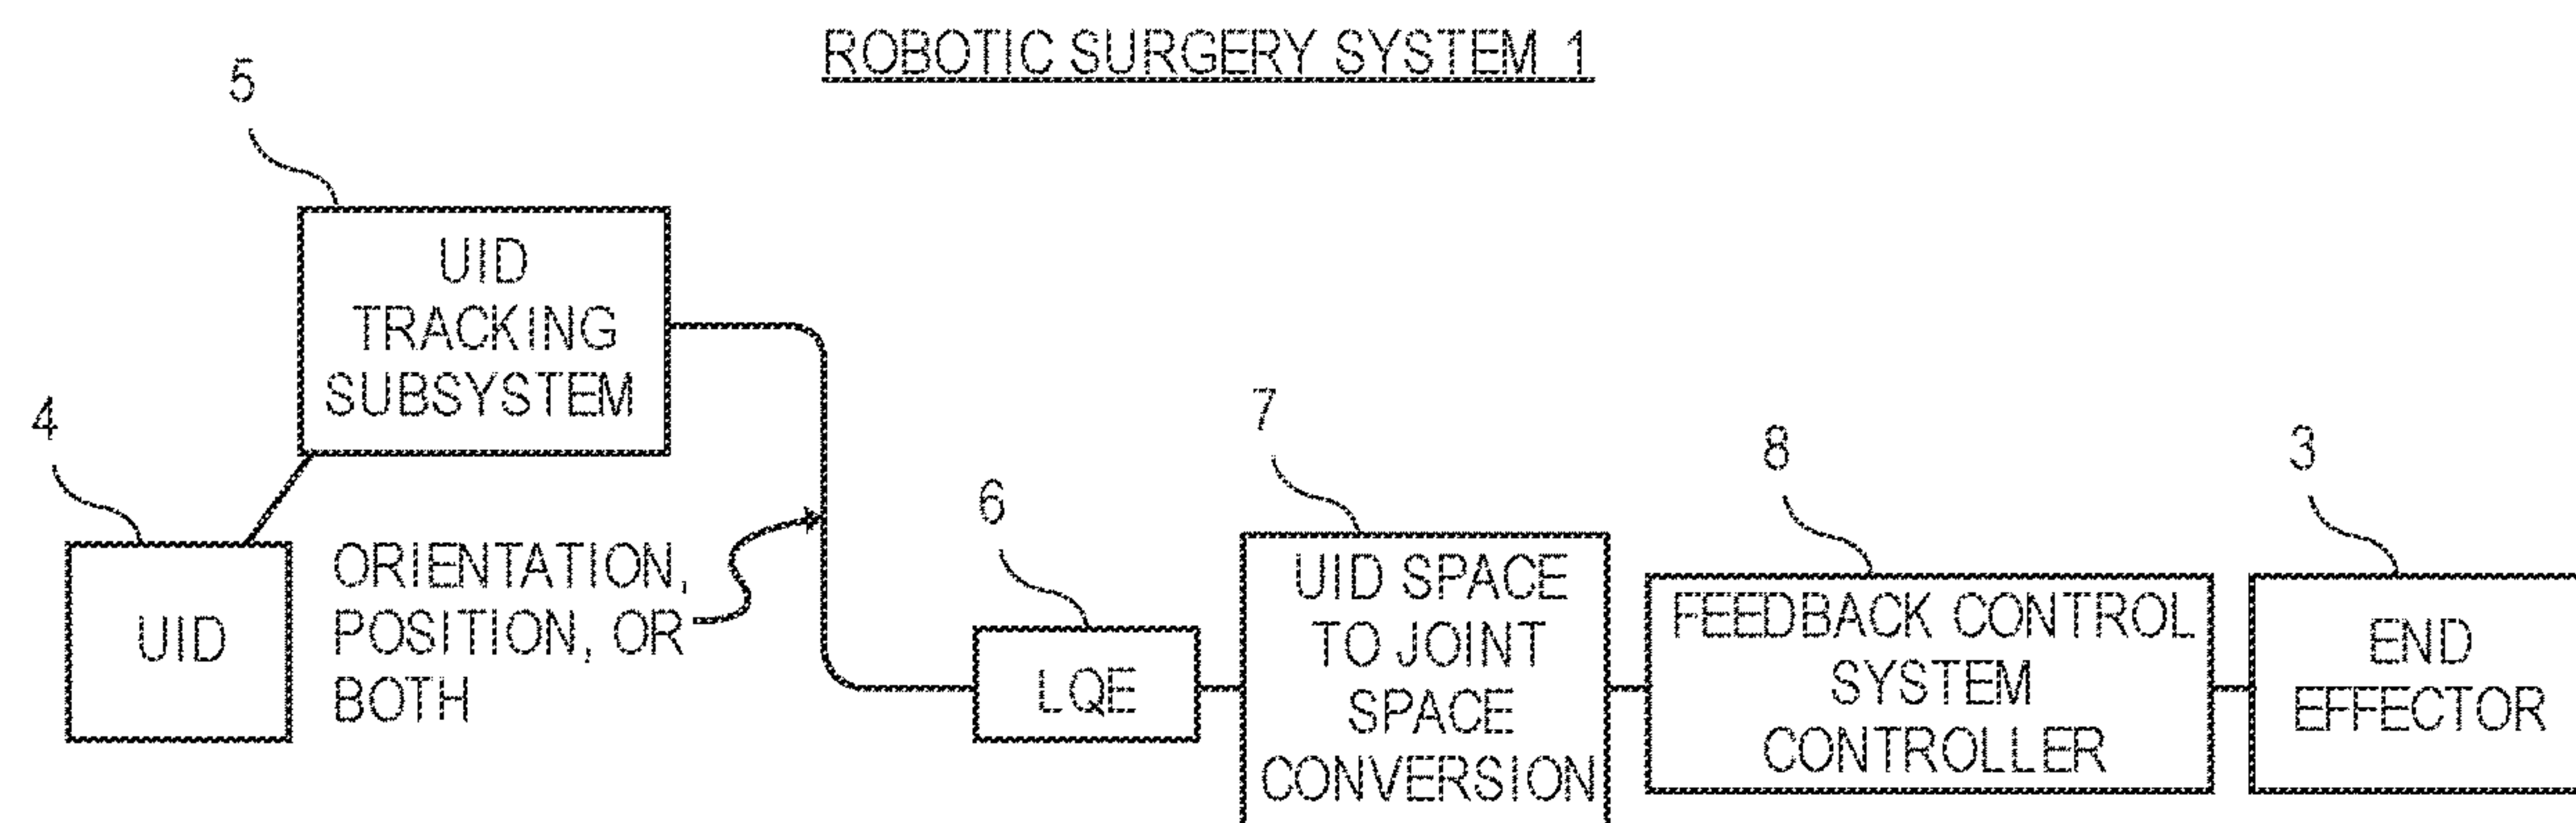 ROBOTIC SURGERY SYSTEM 1
5
UID
TRACKING
SUBSYSTEM
4
UID
ORIENTATION,
POSITION, OR
BOTH
6
LQE
7
UID SPACE
TO JOINT
SPACE
CONVERSION
8
FEEDBACK CONTROL
SYSTEM
CONTROLLER
3
END
EFFECTOR